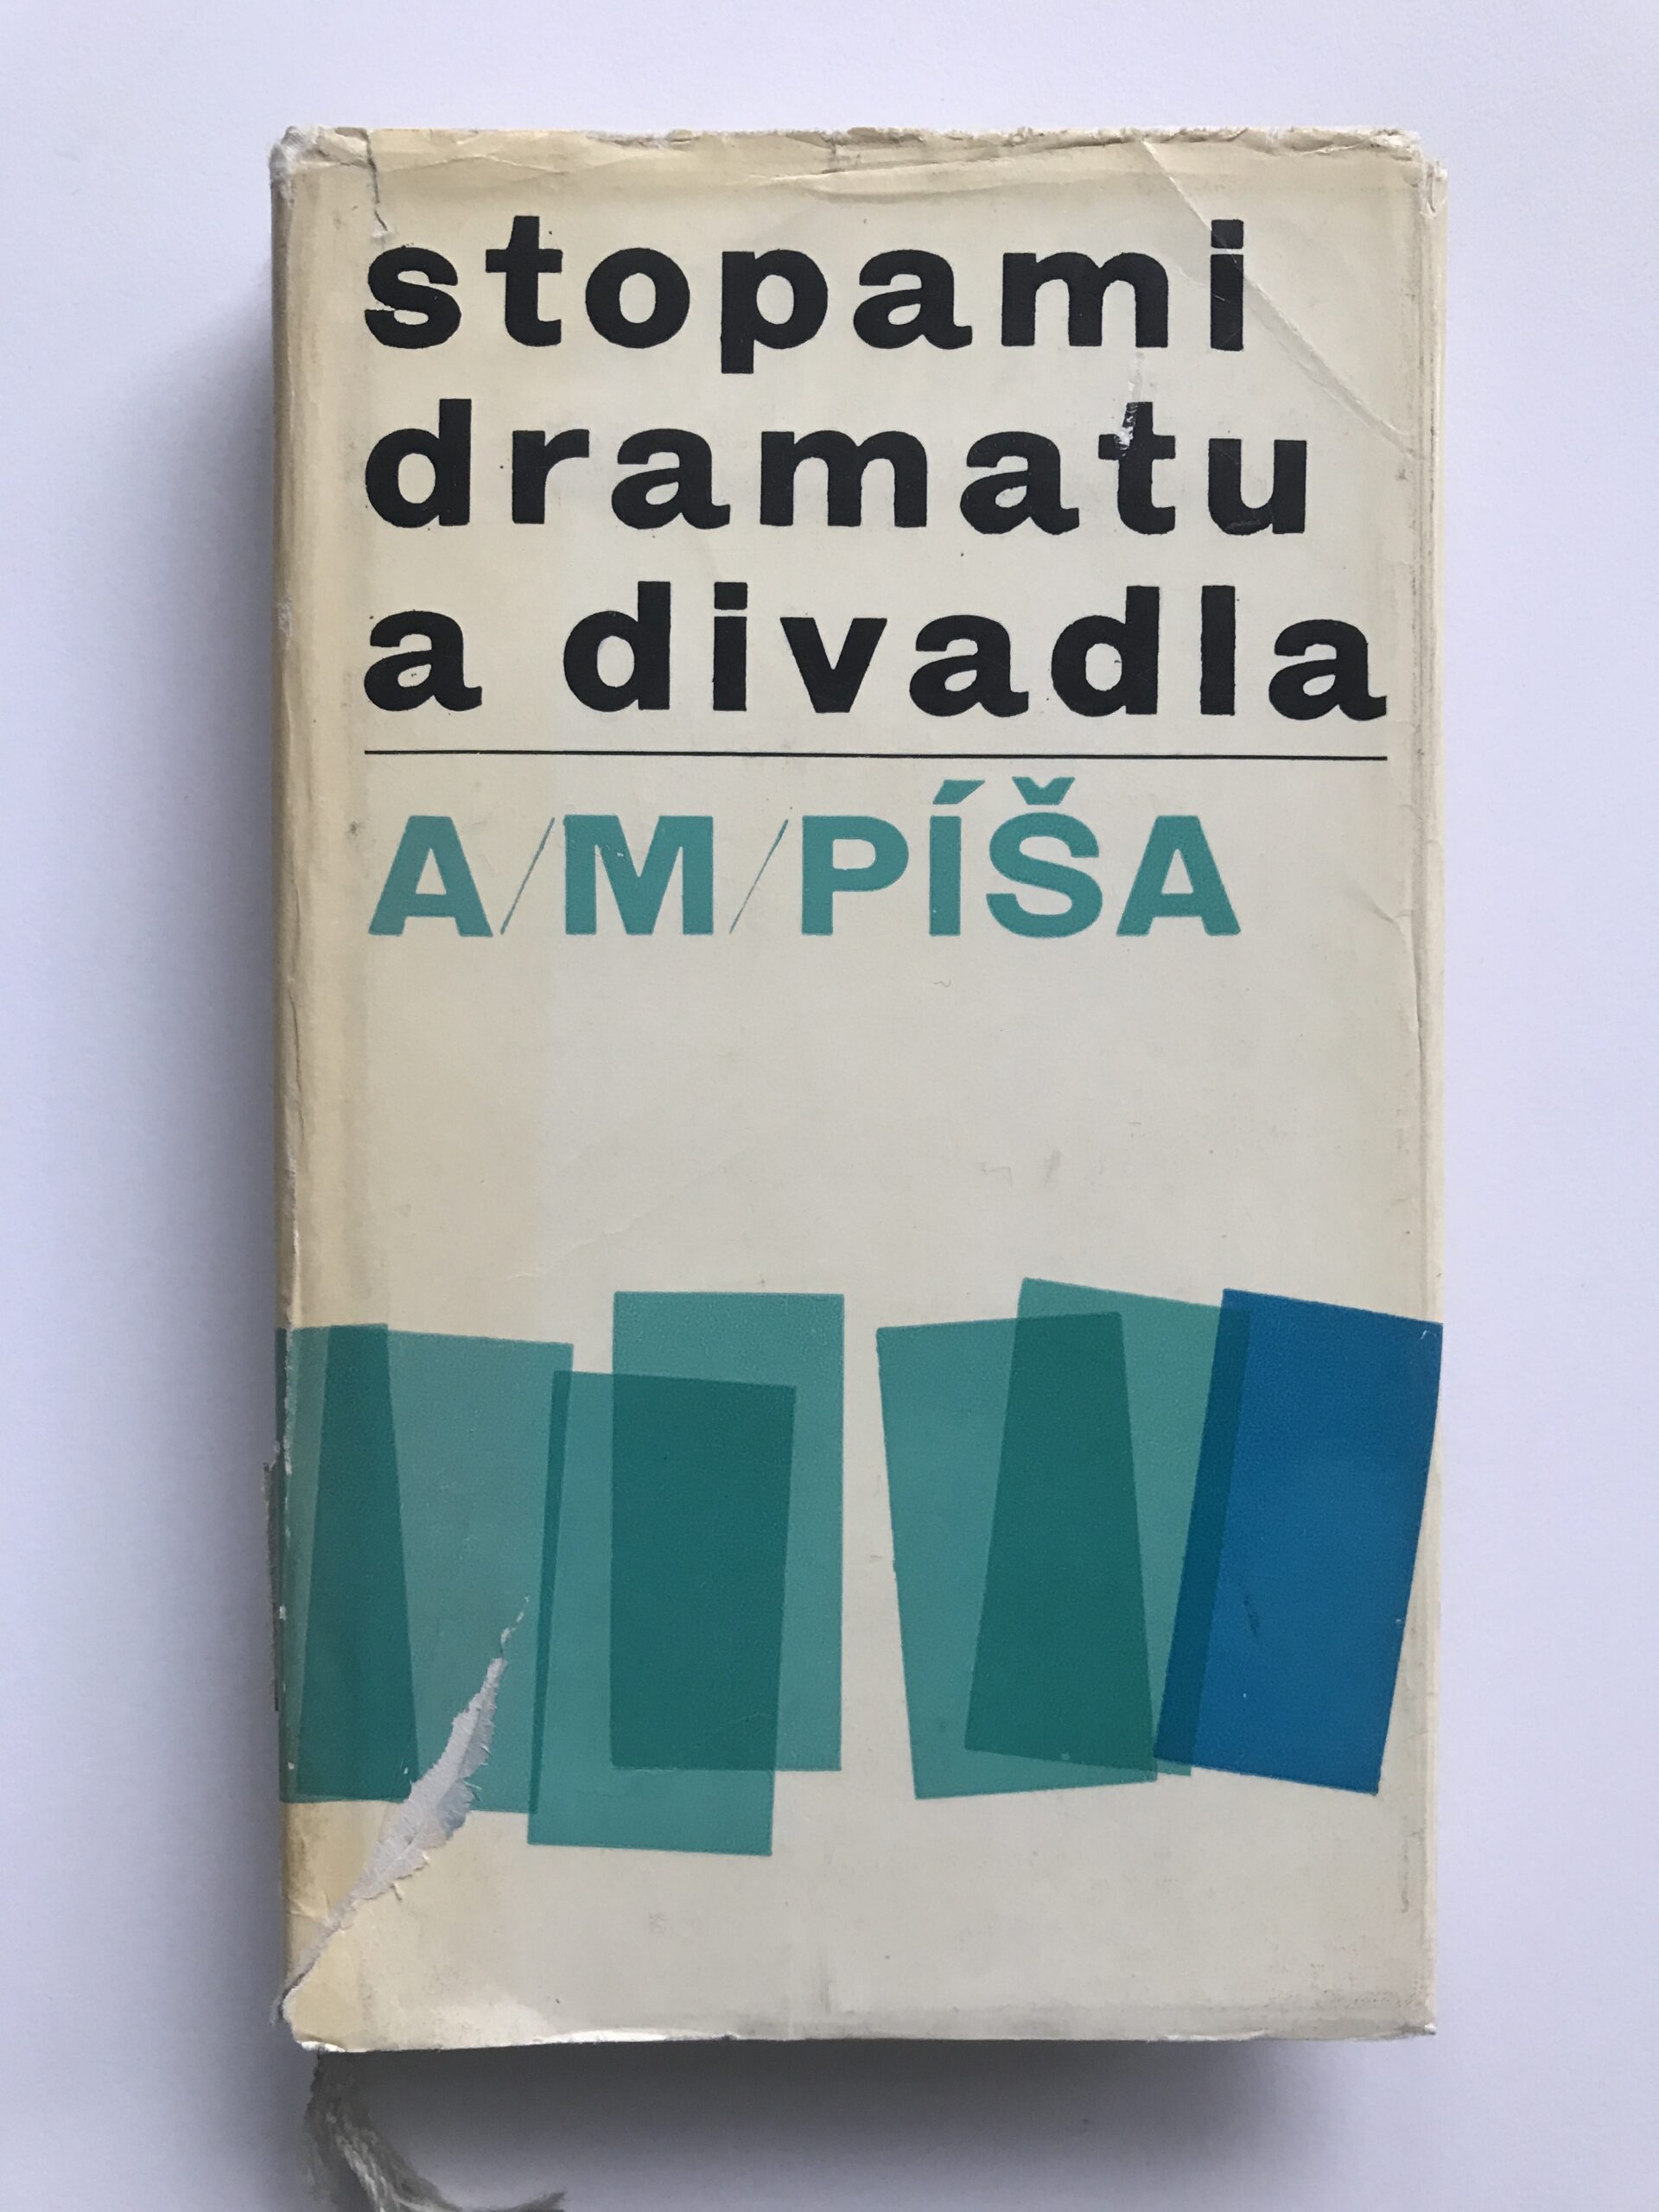 stopami
dramatu
a divadla
A/M/PÍŠA